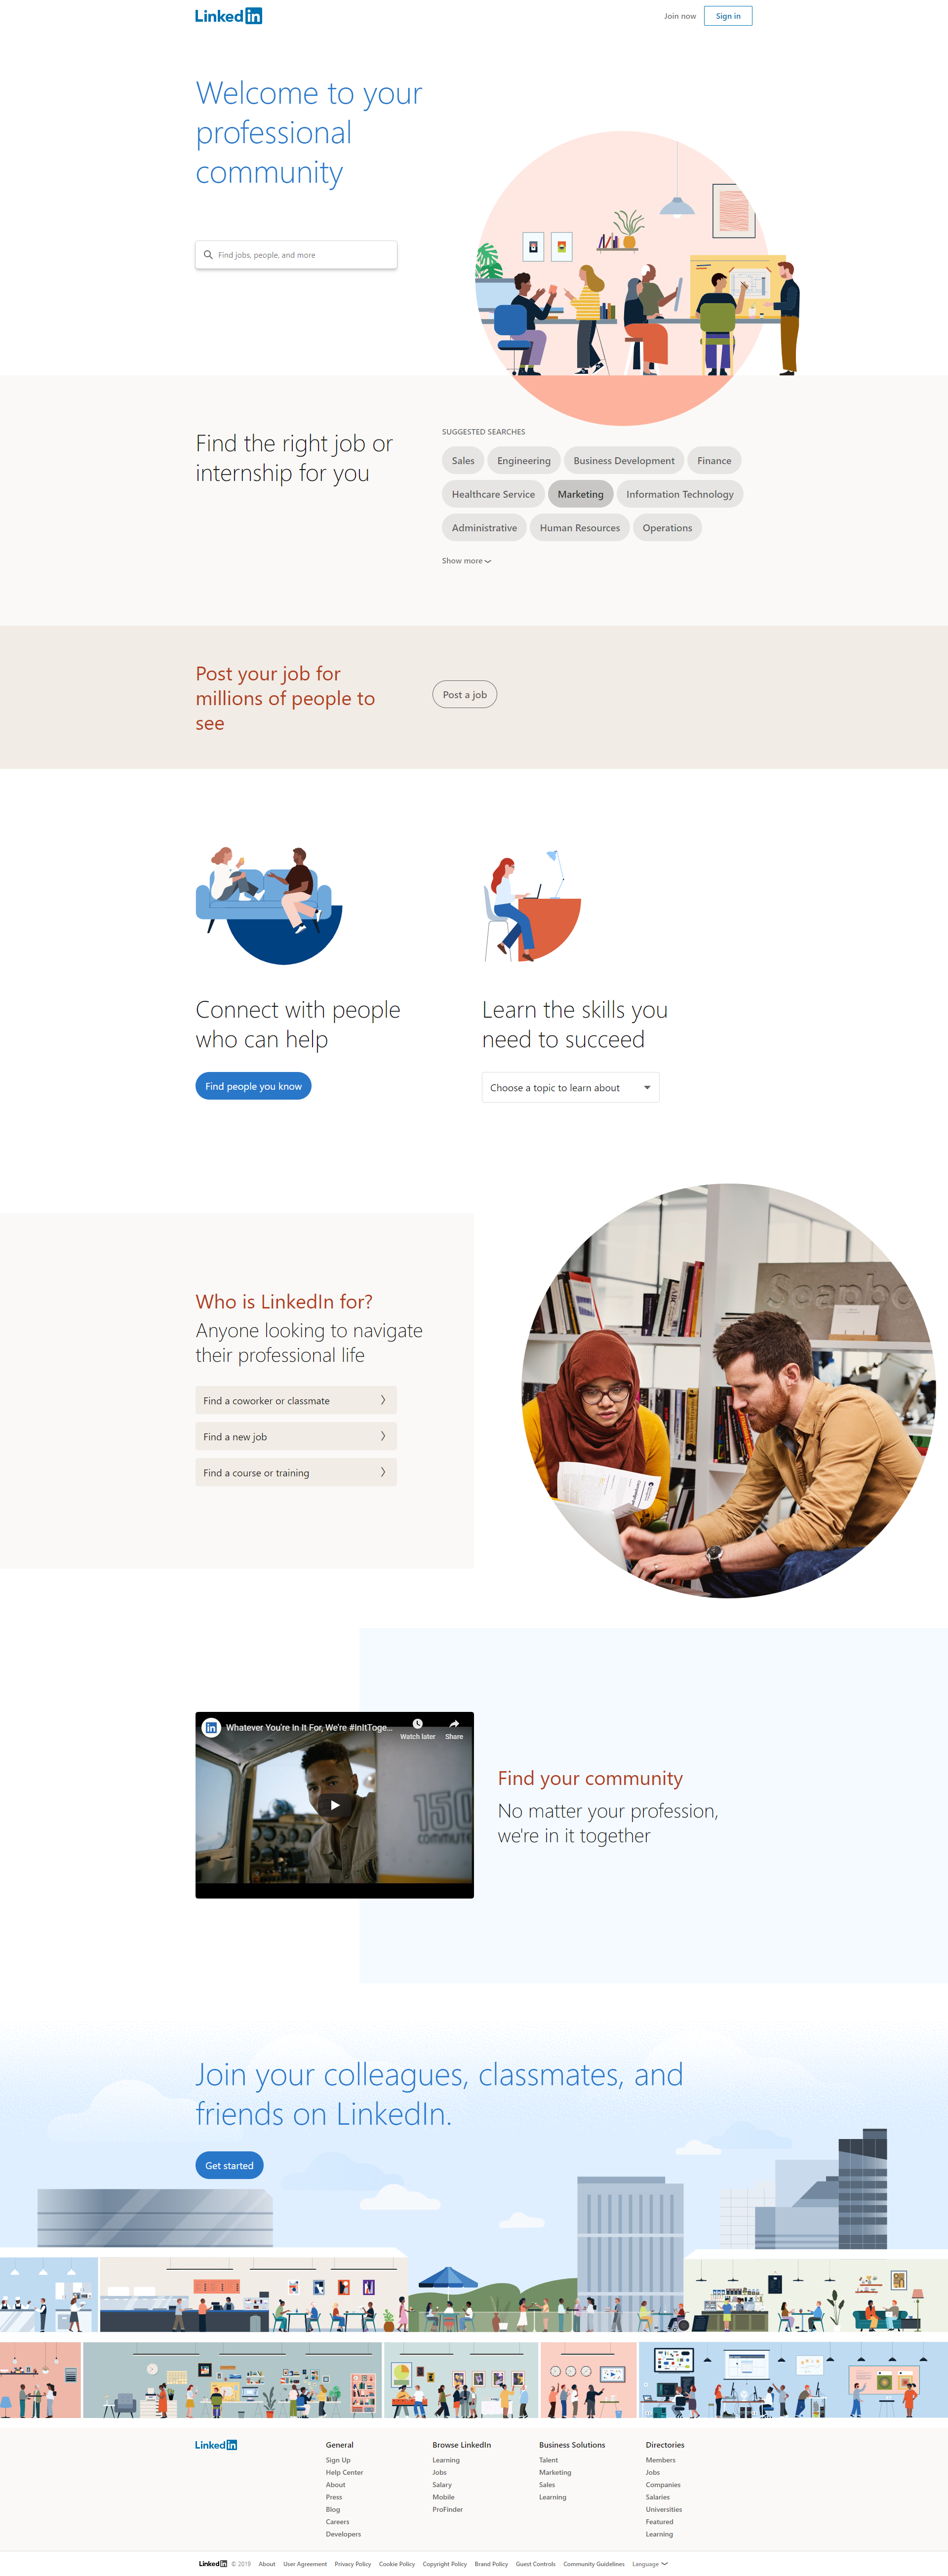 LinkedIn
Join now
Sign in
Welcome to your
professional
community
Find jobs, people, and more
Find the right job or
internship for you
SUGGESTED SEARCHES
Sales
Engineering
Business Development
Finance
Healthcare Service
Marketing
Information Technology
Administrative
Human Resources
Operations
Show more
Post your job for
millions of people to
see
Post a job
Connect with people
who can help
Find people you know
Learn the skills you
need to succeed
Choose a topic to learn about
Who is LinkedIn for?
Anyone looking to navigate
their professional life
Find a coworker or classmate
Find a new job
Find a course or training
in Whatever You're In It For, We're #InItToge...
Watch later
Share
150
COMMUTE
Find your community
No matter your profession,
we're in it together
Join your colleagues, classmates, and
friends on LinkedIn.
Get started
LinkedIn
General
Sign Up
Help Center
About
Press
Blog
Careers
Developers
Browse LinkedIn
Learning
Jobs
Salary
Mobile
ProFinder
Business Solutions
Talent
Marketing
Sales
Learning
Directories
Members
Jobs
Companies
Salaries
Universities
Featured
Learning
LinkedIn © 2019 About User Agreement Privacy Policy Cookie Policy Copyright Policy Brand Policy Guest Controls Community Guidelines Language